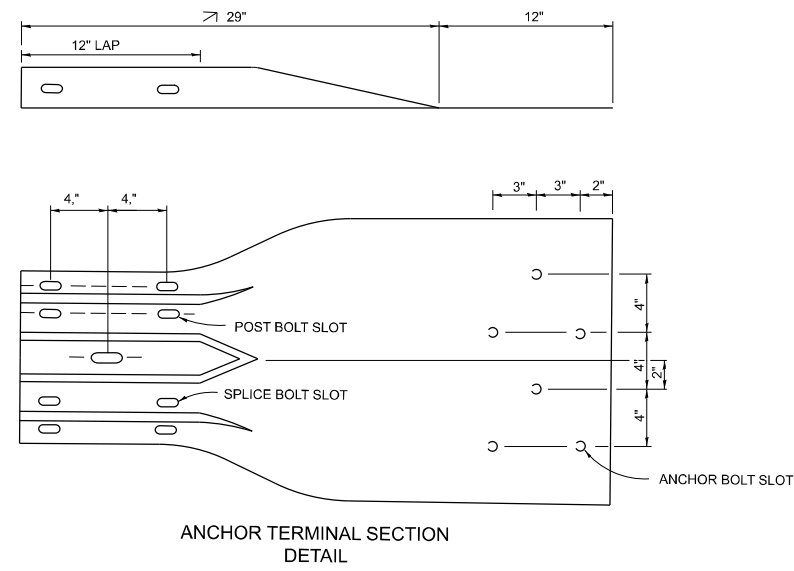 29"
12"
12" LAP
4,"
4,"
3"
3"
2"
4"
4"
2"
4"
POST BOLT SLOT
SPLICE BOLT SLOT
ANCHOR BOLT SLOT
ANCHOR TERMINAL SECTION
DETAIL